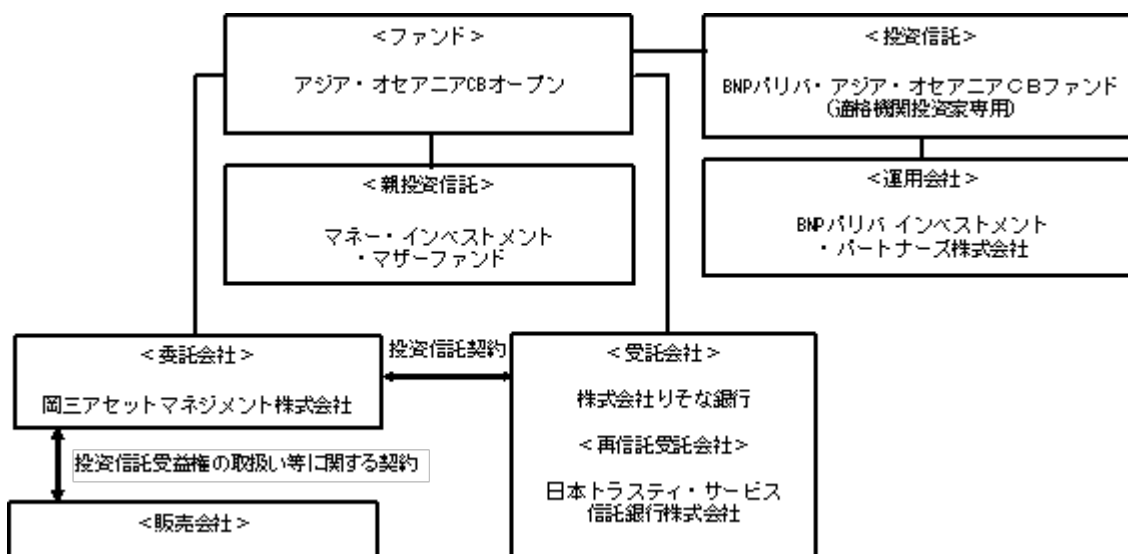 ＜ファンド＞
アジア・オセアニアCBオープン
＜投資信託＞
BNPパリバ・アジア・オセアニアＣＢファンド
(適格機関投資家専用)
＜親投資信託＞
マネー・インベストメント
・マザーファンド
＜運用会社＞
BNPパリバ インベストメント
・パートナーズ株式会社
＜委託会社＞
岡三アセットマネジメント株式会社
投資信託契約
＜受託会社＞
株式会社りそな銀行
＜再信託受託会社＞
日本トラスティ・サービス
信託銀行株式会社
投資信託受益権の取扱い等に関する契約
＜販売会社＞